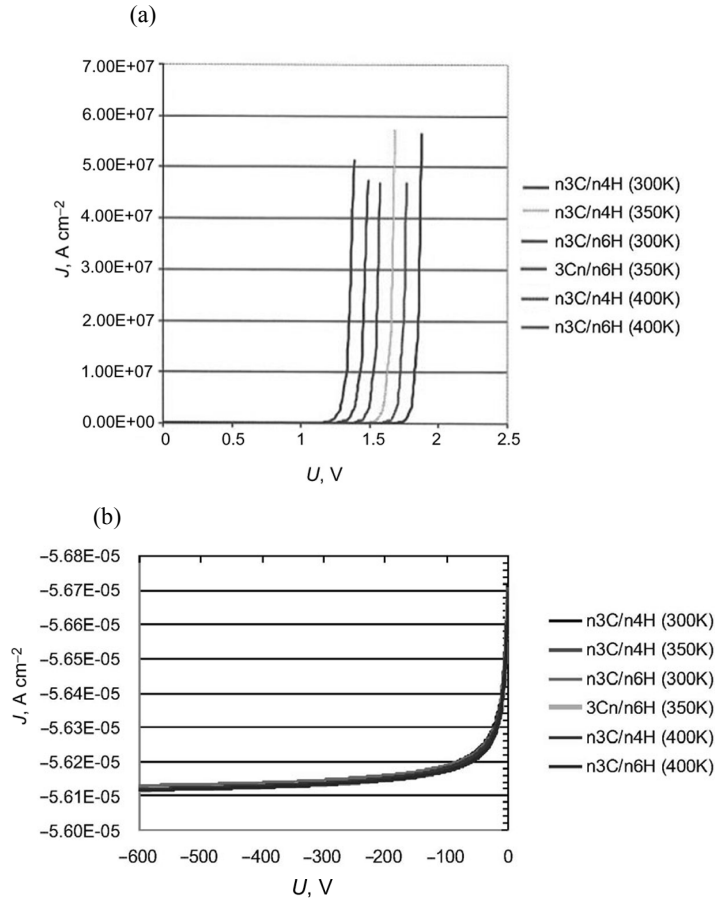 (a)
7.00E+07
6.00E+07
5.00E+07
4.00E+07
3.00E+07
2.00E+07
1.00E+07
0.00E+00
J, A cm⁻²
0 0.5 1 1.5 2 2.5
U, V
n3C/n4H (300K)
n3C/n4H (350K)
n3C/n6H (300K)
3Cn/n6H (350K)
n3C/n4H (400K)
n3C/n6H (400K)
(b)
−5.68E-05
−5.67E-05
−5.66E-05
−5.65E-05
−5.64E-05
−5.63E-05
−5.62E-05
−5.61E-05
−5.60E-05
J, A cm⁻²
−600 −500 −400 −300 −200 −100 0
U, V
n3C/n4H (300K)
n3C/n4H (350K)
n3C/n6H (300K)
3Cn/n6H (350K)
n3C/n4H (400K)
n3C/n6H (400K)